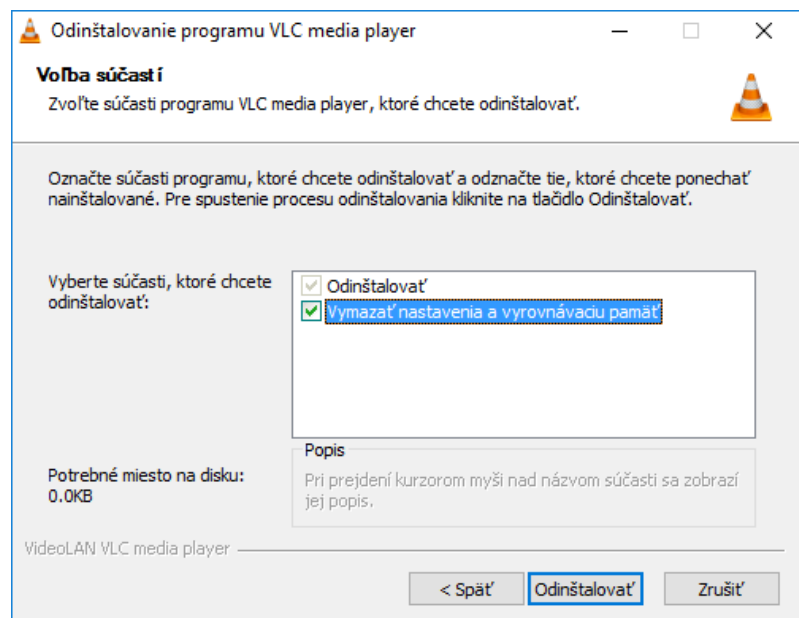 Odinštalovanie programu VLC media player
Voľba súčastí
Zvoľte súčasti programu VLC media player, ktoré chcete odinštalovať.
Označte súčasti programu, ktoré chcete odinštalovať a odznačte tie, ktoré chcete ponechať
nainštalované. Pre spustenie procesu odinštalovania kliknite na tlačidlo Odinštalovať.
Vyberte súčasti, ktoré chcete
odinštalovať:
Odinštalovať
Vymazať nastavenia a vyrovnávaciu pamäť
Potrebné miesto na disku:
0.0KB
Popis
Pri prejdení kurzorom myši nad názvom súčasti sa zobrazí
jej popis.
VideoLAN VLC media player
< Späť
Odinštalovať
Zrušiť